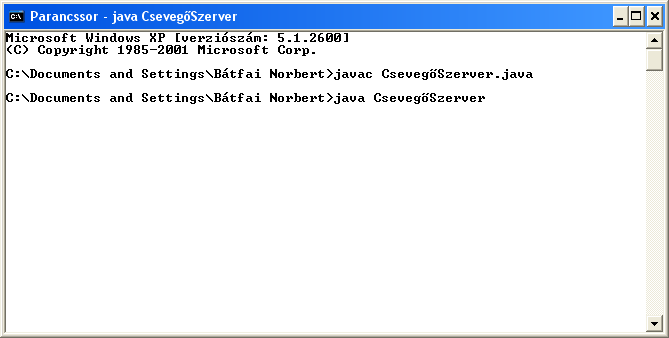 Parancssor - java CsevegőSzerver
Microsoft Windows XP [verziószám: 5.1.2600]
(C) Copyright 1985-2001 Microsoft Corp.
C:\Documents and Settings\Bátfai Norbert>javac CsevegőSzerver.java
C:\Documents and Settings\Bátfai Norbert>java CsevegőSzerver